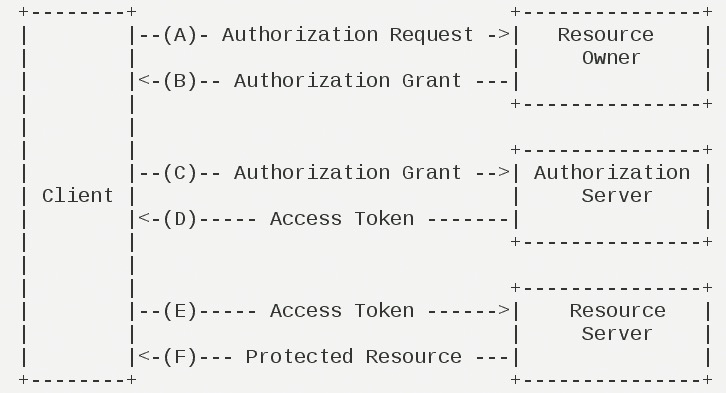 +--------+                               +---------------+
|        |--(A)- Authorization Request ->|   Resource    |
|        |                               |     Owner     |
|        |<-(B)-- Authorization Grant ---|               |
|        |                               +---------------+
|        |
|        |                               +---------------+
|        |--(C)-- Authorization Grant -->| Authorization |
| Client |                               |     Server    |
|        |<-(D)----- Access Token -------|               |
|        |                               +---------------+
|        |
|        |                               +---------------+
|        |--(E)----- Access Token ------>|    Resource   |
|        |                               |     Server    |
|        |<-(F)--- Protected Resource ---|               |
+--------+                               +---------------+